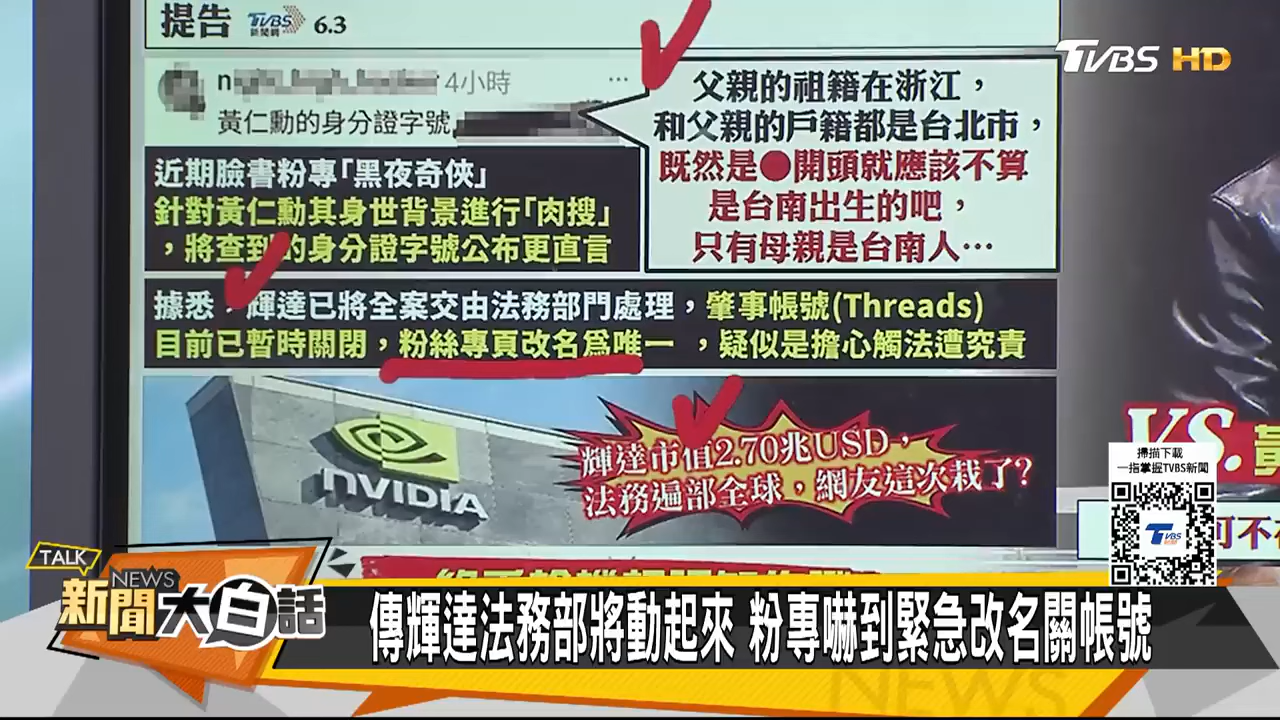 提告 TVBS 新聞網 6.3
TVBS HD
4小時
黃仁勳的身分證字號
父親的祖籍在浙江，
和父親的戶籍都是台北市，
既然是●開頭就應該不算
是台南出生的吧，
只有母親是台南人…
近期臉書粉專「黑夜奇俠」
針對黃仁勳其身世背景進行「肉搜」
，將查到的身分證字號公布更直言
據悉，輝達已將全案交由法務部門處理，肇事帳號(Threads)
目前已暫時關閉，粉絲專頁改名為唯一 ，疑似是擔心觸法遭究責
NVIDIA
輝達市值2.70兆USD，
法務遍部全球，網友這次栽了?
VS.
掃描下載
一指掌握TVBS新聞
TVBS
可不
TALK
NEWS
新聞大白話
傳輝達法務部將動起來 粉專嚇到緊急改名關帳號
NEWS